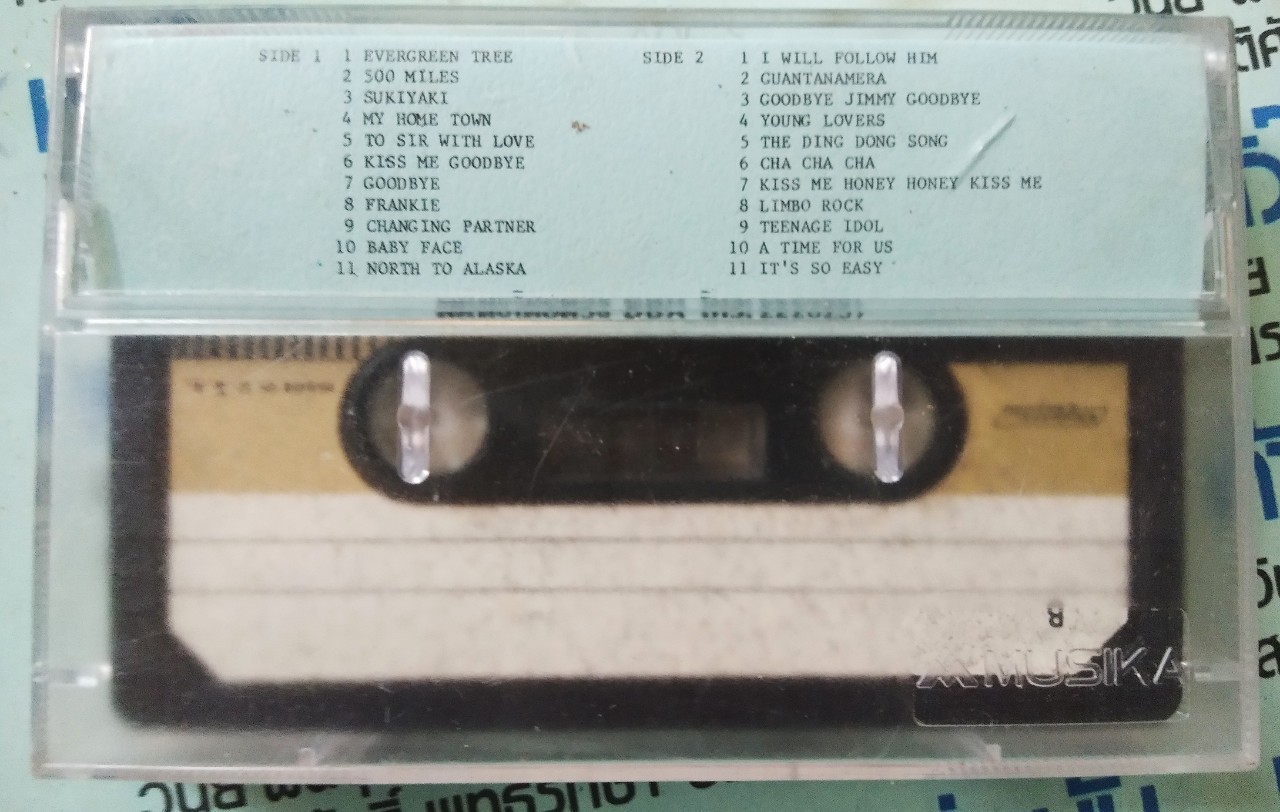 SIDE 1 1 EVERGREEN TREE
2 500 MILES
3 SUKIYAKI
4 MY HOME TOWN
5 TO SIR WITH LOVE
6 KISS ME GOODBYE
7 GOODBYE
8 FRANKIE
9 CHANGING PARTNER
10 BABY FACE
11 NORTH TO ALASKA
SIDE 2 1 I WILL FOLLOW HIM
2 GUANTANAMERA
3 GOODBYE JIMMY GOODBYE
4 YOUNG LOVERS
5 THE DING DONG SONG
6 CHA CHA CHA
7 KISS ME HONEY HONEY KISS ME
8 LIMBO ROCK
9 TEENAGE IDOL
10 A TIME FOR US
11 IT'S SO EASY
8
MUSIKA